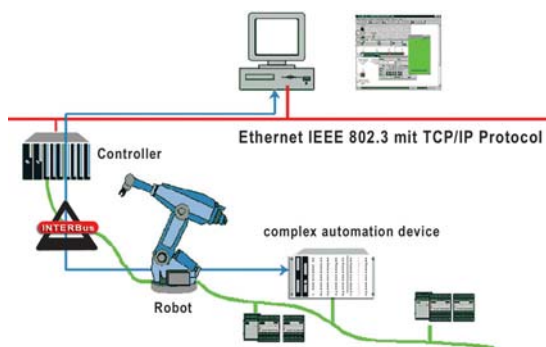 Ethernet IEEE 802.3 mit TCP/IP Protocol
Controller
INTERBus
complex automation device
Robot